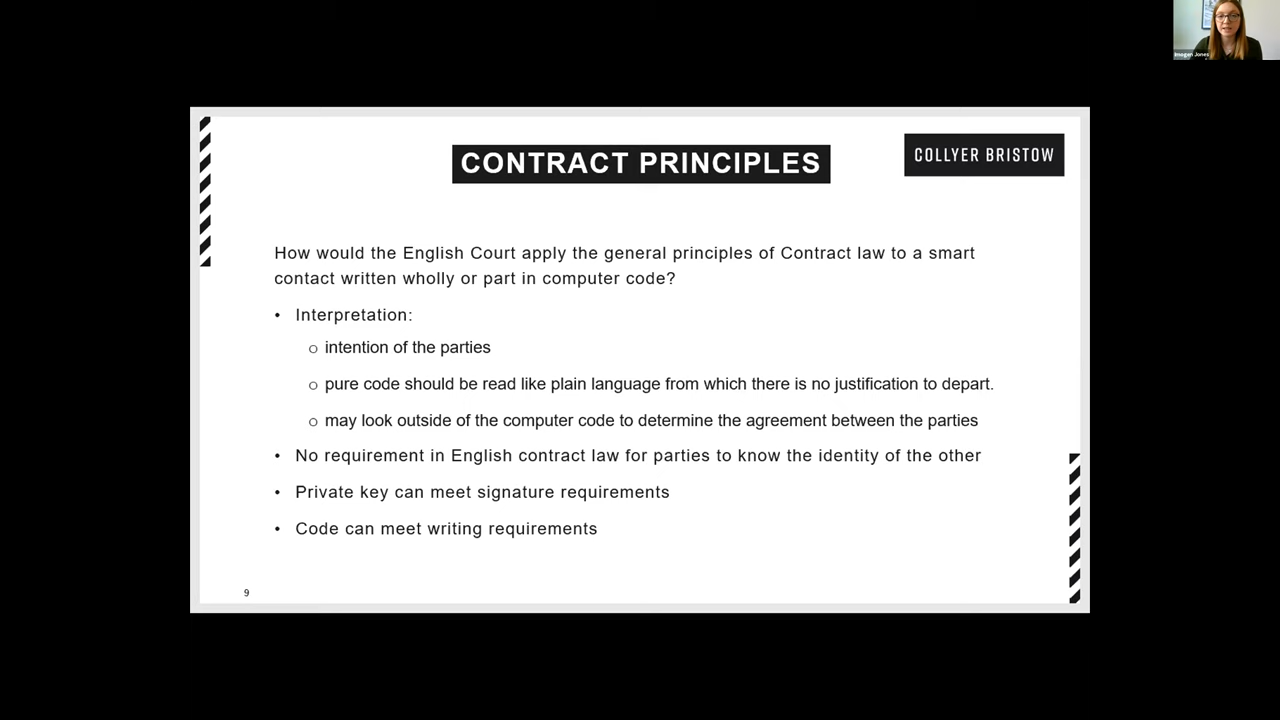 Imogen Jones
CONTRACT PRINCIPLES
COLLYER BRISTOW
How would the English Court apply the general principles of Contract law to a smart
contact written wholly or part in computer code?
• Interpretation:
o intention of the parties
o pure code should be read like plain language from which there is no justification to depart.
o may look outside of the computer code to determine the agreement between the parties
• No requirement in English contract law for parties to know the identity of the other
• Private key can meet signature requirements
• Code can meet writing requirements
9